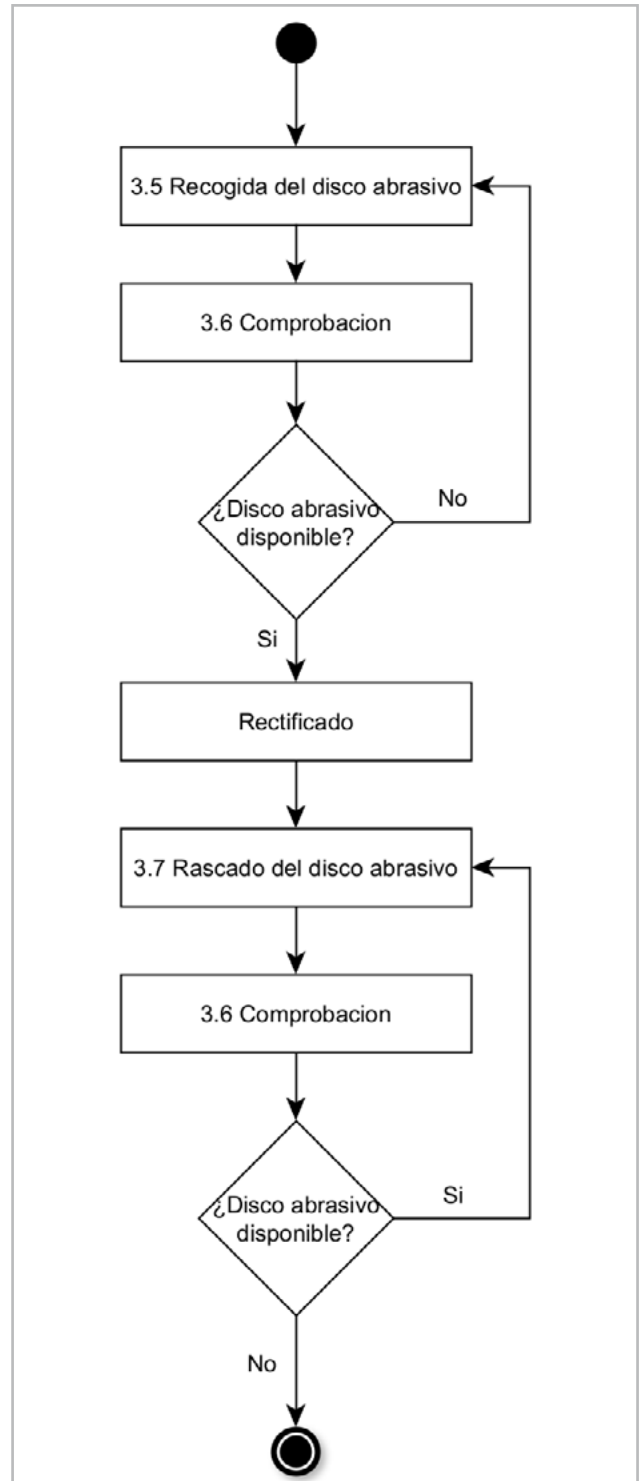 3.5 Recogida del disco abrasivo
3.6 Comprobacion
¿Disco abrasivo
disponible?
No
Si
Rectificado
3.7 Rascado del disco abrasivo
3.6 Comprobacion
¿Disco abrasivo
disponible?
Si
No